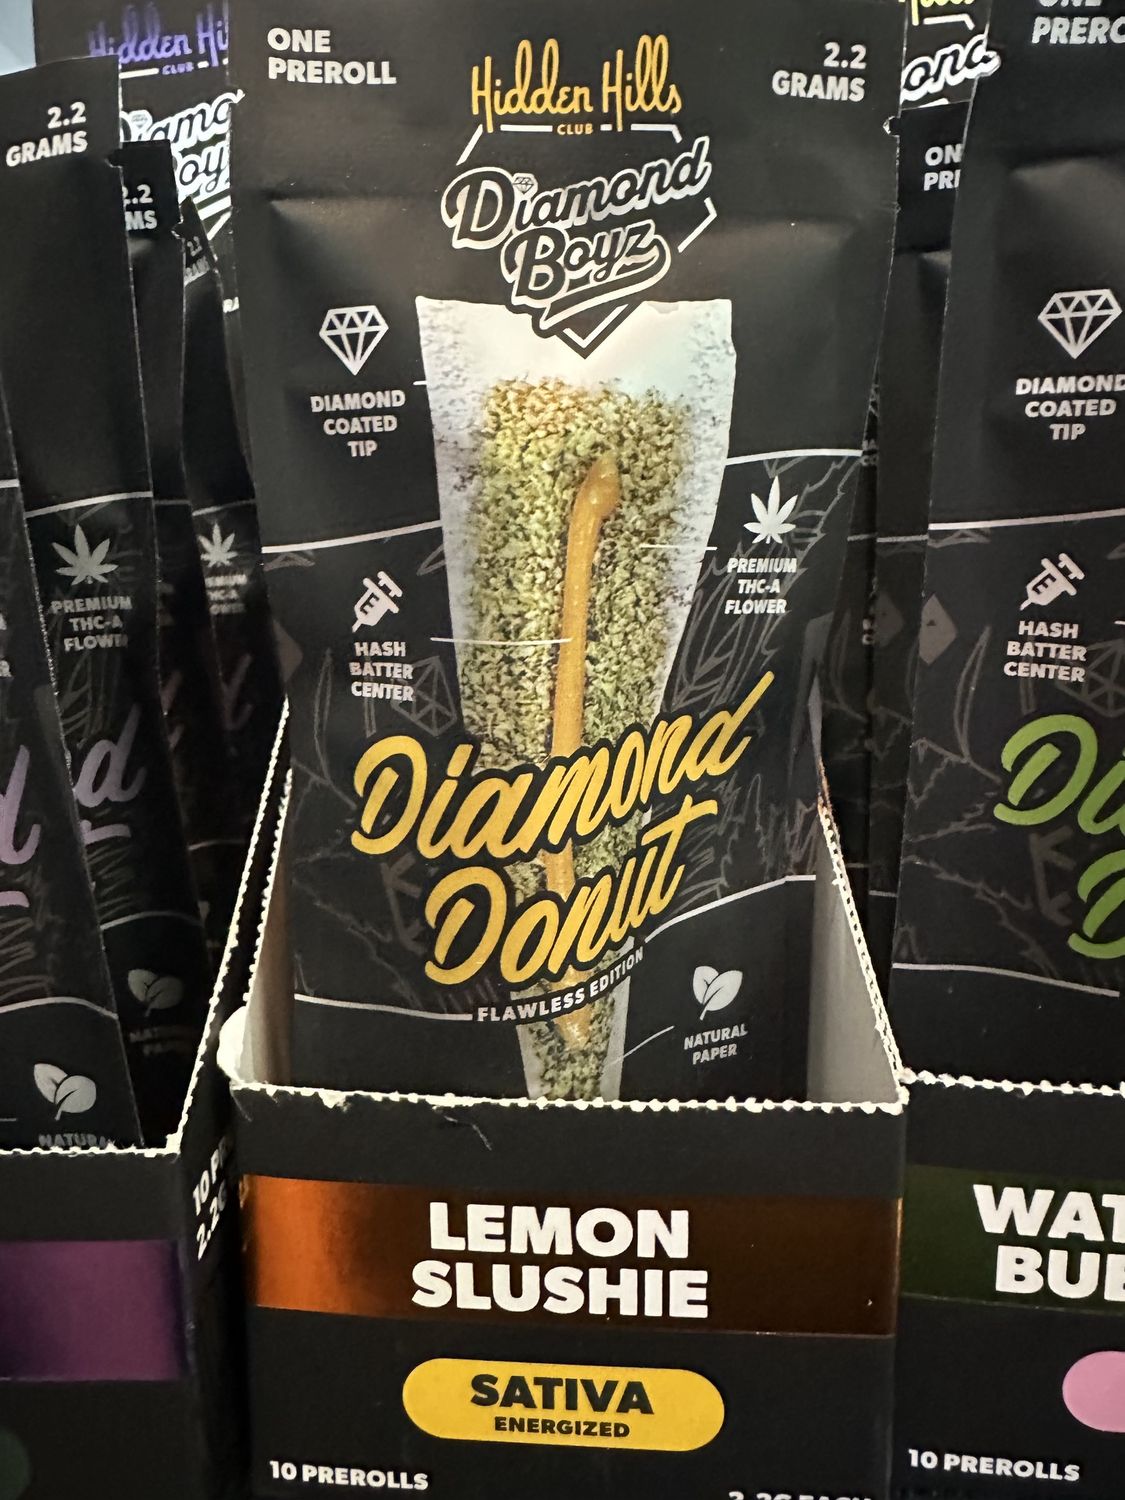 ONE
PREROLL
Hidden Hills
CLUB
2.2
GRAMS
Diamond
Boyz
DIAMOND
COATED
TIP
PREMIUM
THC-A
FLOWER
HASH
BATTER
CENTER
Diamond
Donut
FLAWLESS EDITION
NATURAL
PAPER
LEMON
SLUSHIE
SATIVA
ENERGIZED
10 PREROLLS
2.2
GRAMS
PREMIUM
THC-A
FLOWER
DIAMOND
COATED
TIP
HASH
BATTER
CENTER
10 PREROLLS